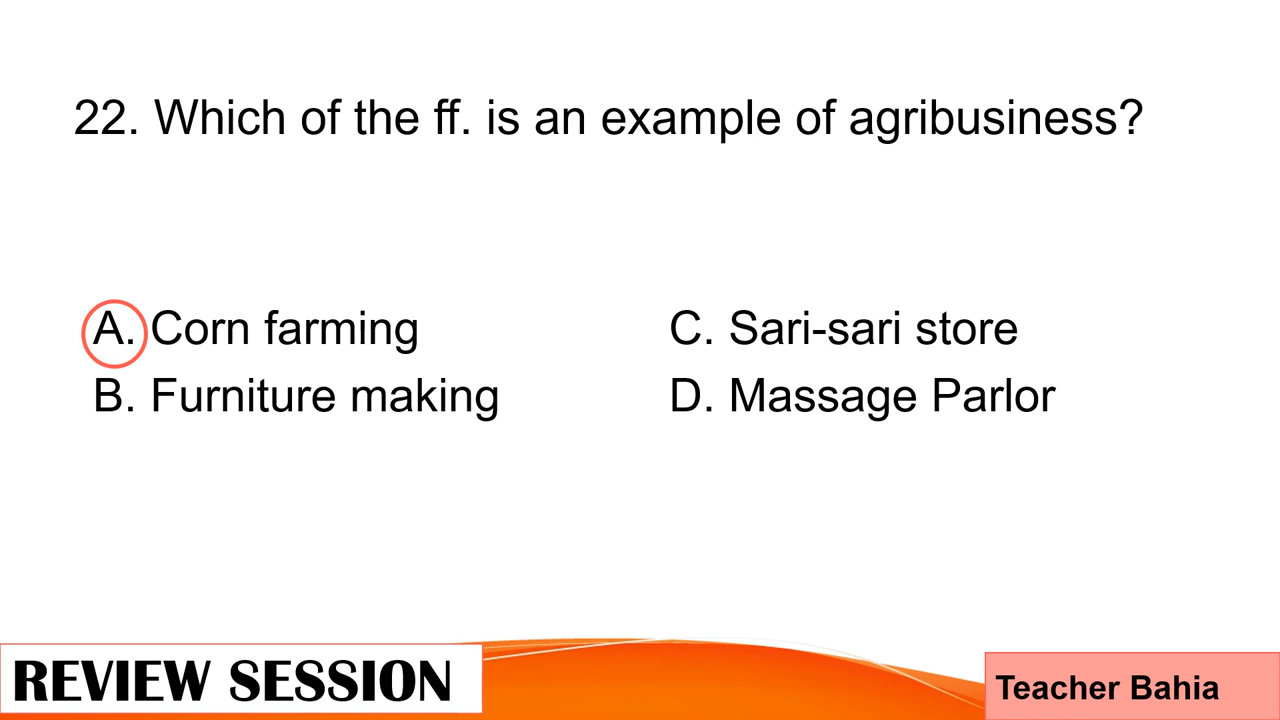 22. Which of the ff. is an example of agribusiness?
A. Corn farming
B. Furniture making
C. Sari-sari store
D. Massage Parlor
REVIEW SESSION
Teacher Bahia